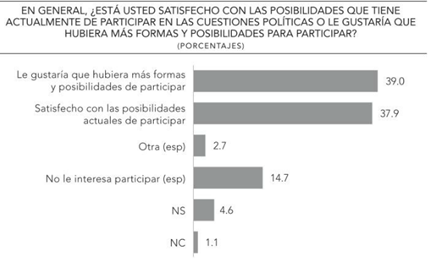 EN GENERAL, ¿ESTÁ USTED SATISFECHO CON LAS POSIBILIDADES QUE TIENE
ACTUALMENTE DE PARTICIPAR EN LAS CUESTIONES POLÍTICAS O LE GUSTARÍA QUE
HUBIERA MÁS FORMAS Y POSIBILIDADES PARA PARTICIPAR?
(PORCENTAJES)
Le gustaría que hubiera más formas
y posibilidades de participar 39.0
Satisfecho con las posibilidades
actuales de participar 37.9
Otra (esp) 2.7
No le interesa participar (esp) 14.7
NS 4.6
NC 1.1